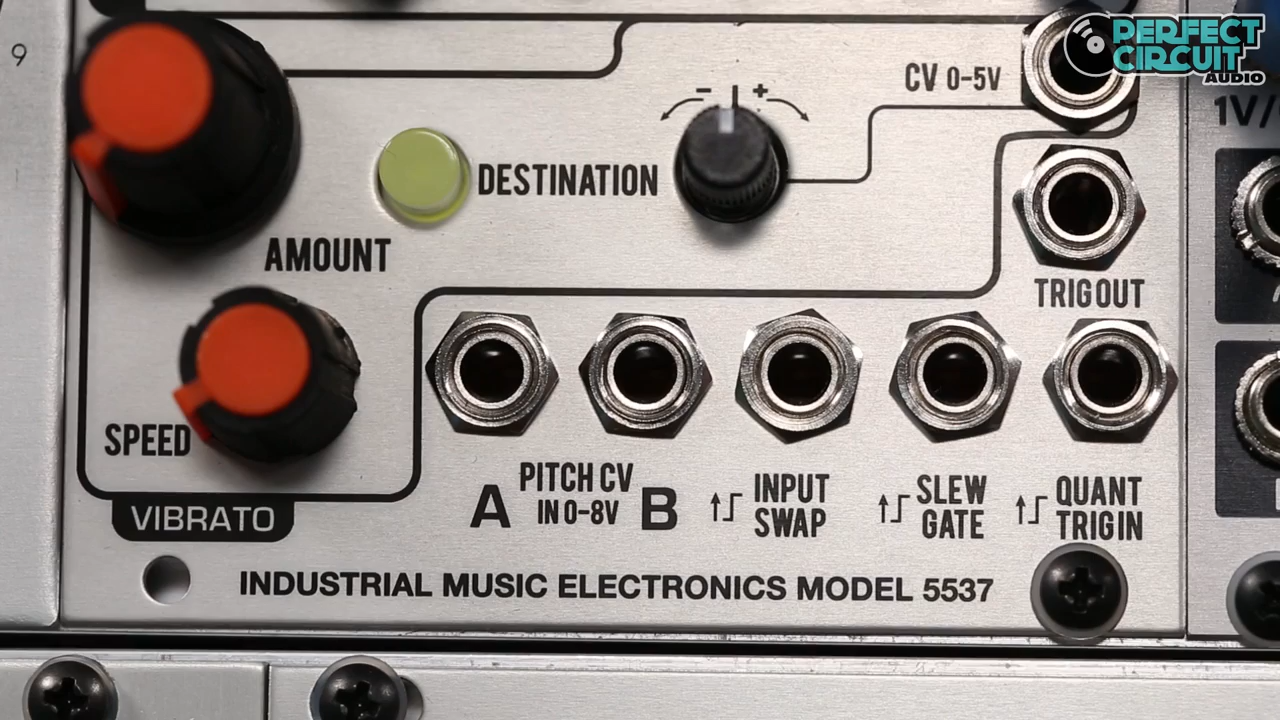 PERFECT
CIRCUIT
AUDIO
9
CV 0-5V
1V/
- +
DESTINATION
AMOUNT
TRIG OUT
SPEED
A PITCH CV IN 0-8V B
INPUT
SWAP
SLEW
GATE
QUANT
TRIG IN
VIBRATO
INDUSTRIAL MUSIC ELECTRONICS MODEL 5537